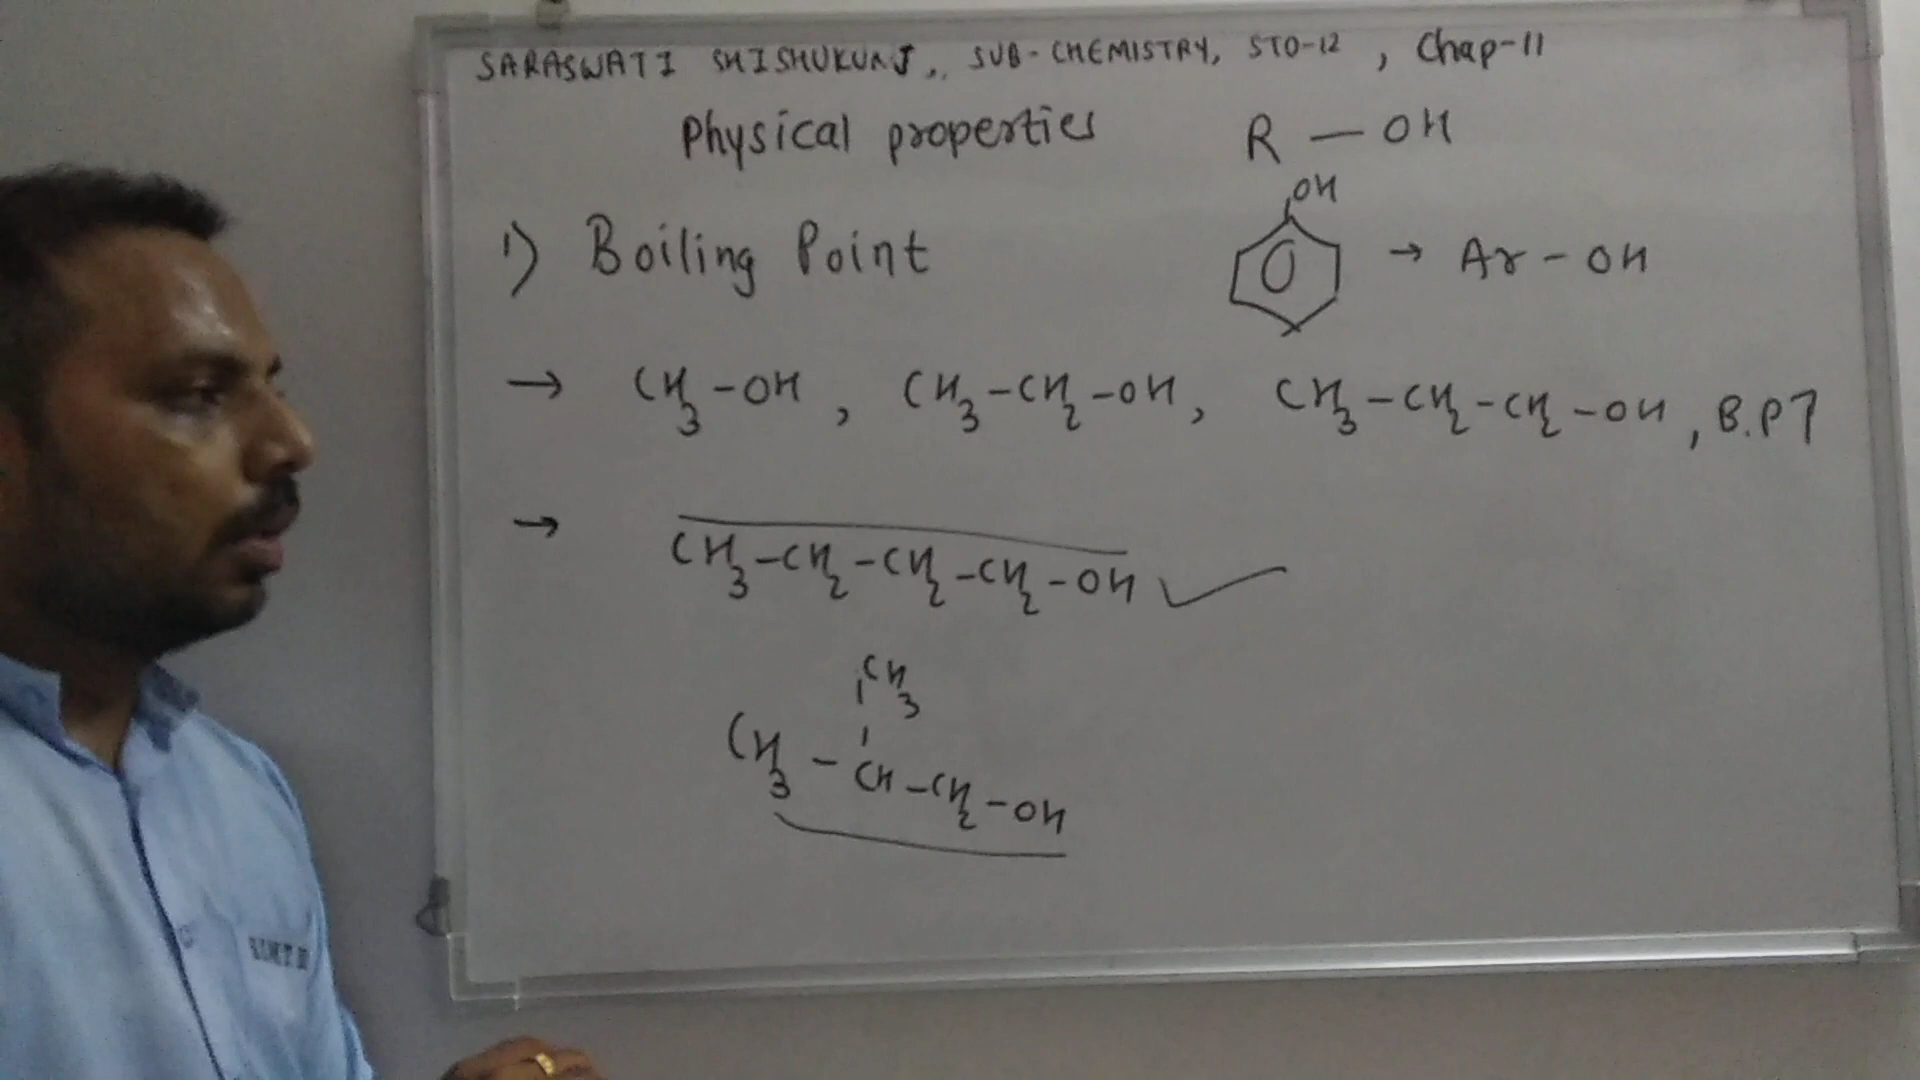 SARASWATI SHISHUKUNJ, SUB-CHEMISTRY, STD-12, Chap-11
Physical properties R — OH
OH
1) Boiling Point → Ar - OH
→ CH3-OH, CH3-CH2-OH, CH3-CH2-CH2-OH, B.P↑
→ CH3-CH2-CH2-CH2-OH ✓
CH3
CH3 - CH-CH2-OH